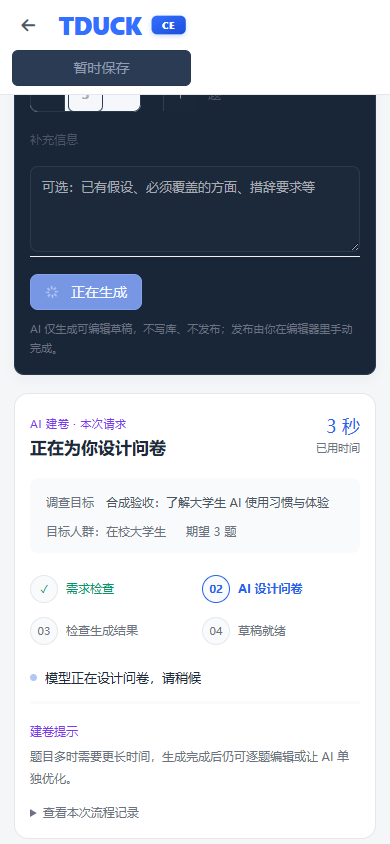 TDUCK CE
暂时保存
补充信息
可选：已有假设、必须覆盖的方面、措辞要求等
正在生成
AI 仅生成可编辑草稿，不写库、不发布；发布由你在编辑器里手动
完成。
AI 建卷 · 本次请求
3 秒
正在为你设计问卷
已用时间
调查目标 合成验收：了解大学生 AI 使用习惯与体验
目标人群：在校大学生 期望 3 题
✓ 需求检查
02 AI 设计问卷
03 检查生成结果
04 草稿就绪
模型正在设计问卷，请稍候
建卷提示
题目多时需要更长时间，生成完成后仍可逐题编辑或让 AI 单
独优化。
查看本次流程记录